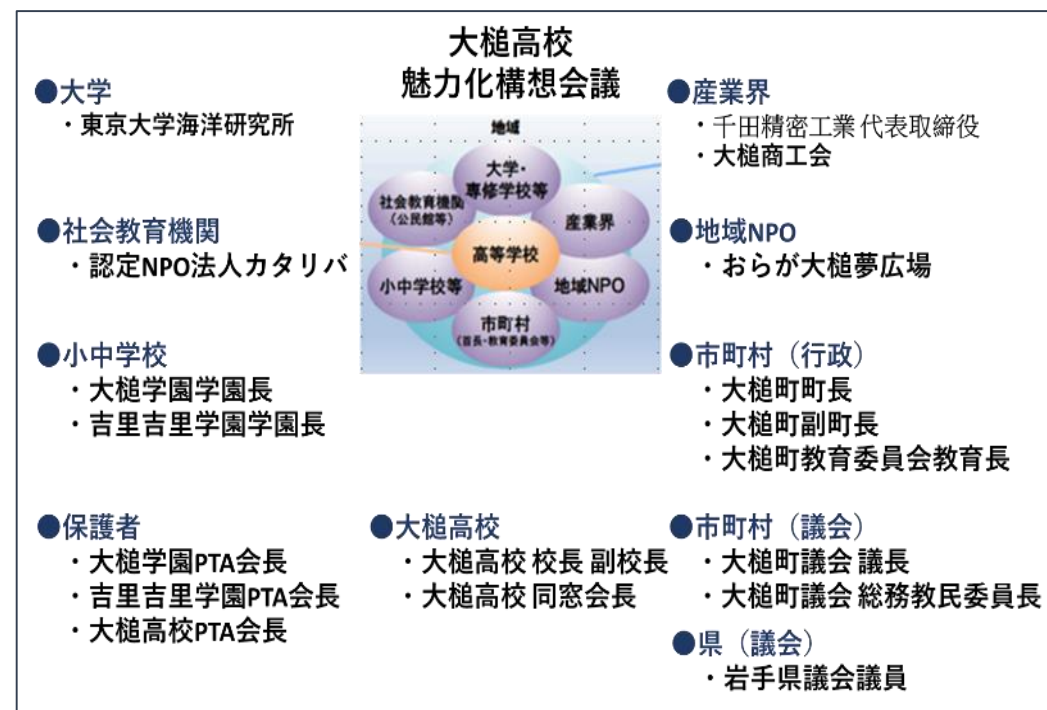 大槌高校
魅力化構想会議
●大学
・東京大学海洋研究所
●社会教育機関
・認定NPO法人カタリバ
●小中学校
・大槌学園学園長
・吉里吉里学園学園長
●保護者
・大槌学園PTA会長
・吉里吉里学園PTA会長
・大槌高校PTA会長
地域
大学・
専修学校等
社会教育機関
（公民館等）
産業界
高等学校
小中学校等
地域NPO
市町村
（首長・教育委員会等）
●大槌高校
・大槌高校 校長 副校長
・大槌高校 同窓会長
●産業界
・千田精密工業 代表取締役
・大槌商工会
●地域NPO
・おらが大槌夢広場
●市町村（行政）
・大槌町町長
・大槌町副町長
・大槌町教育委員会教育長
●市町村（議会）
・大槌町議会 議長
・大槌町議会 総務教民委員長
●県（議会）
・岩手県議会議員